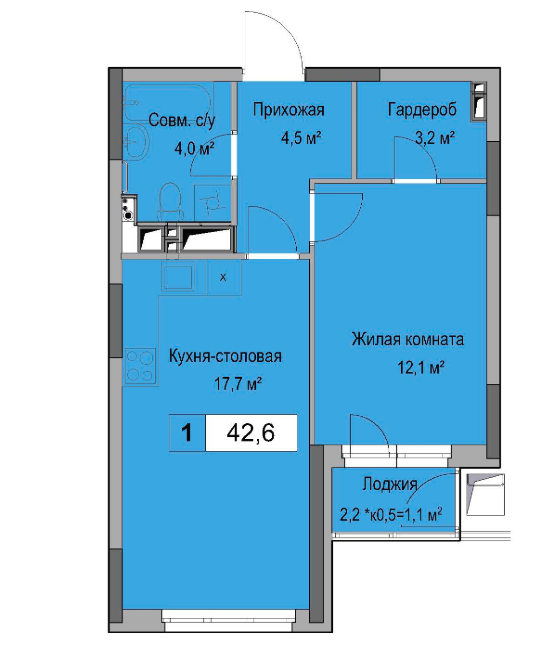 Совм. с/у
4,0 м²
Прихожая
4,5 м²
Гардероб
3,2 м²
Жилая комната
12,1 м²
х
Кухня-столовая
17,7 м²
1 42,6
Лоджия
2,2 *к0,5=1,1 м²